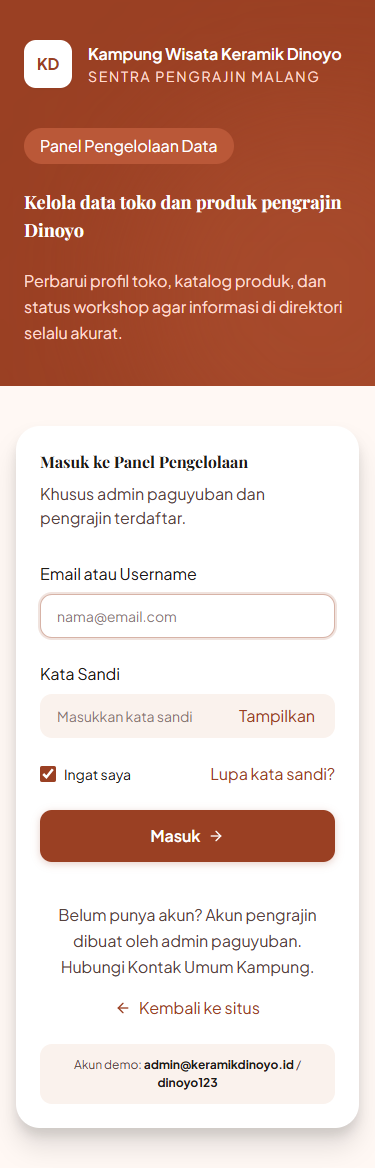 KD
Kampung Wisata Keramik Dinoyo
SENTRA PENGRAJIN MALANG
Panel Pengelolaan Data
Kelola data toko dan produk pengrajin
Dinoyo
Perbarui profil toko, katalog produk, dan
status workshop agar informasi di direktori
selalu akurat.
Masuk ke Panel Pengelolaan
Khusus admin paguyuban dan
pengrajin terdaftar.
Email atau Username
nama@email.com
Kata Sandi
Masukkan kata sandi
Tampilkan
Ingat saya
Lupa kata sandi?
Masuk →
Belum punya akun? Akun pengrajin
dibuat oleh admin paguyuban.
Hubungi Kontak Umum Kampung.
← Kembali ke situs
Akun demo: admin@keramikdinoyo.id /
dinoyo123